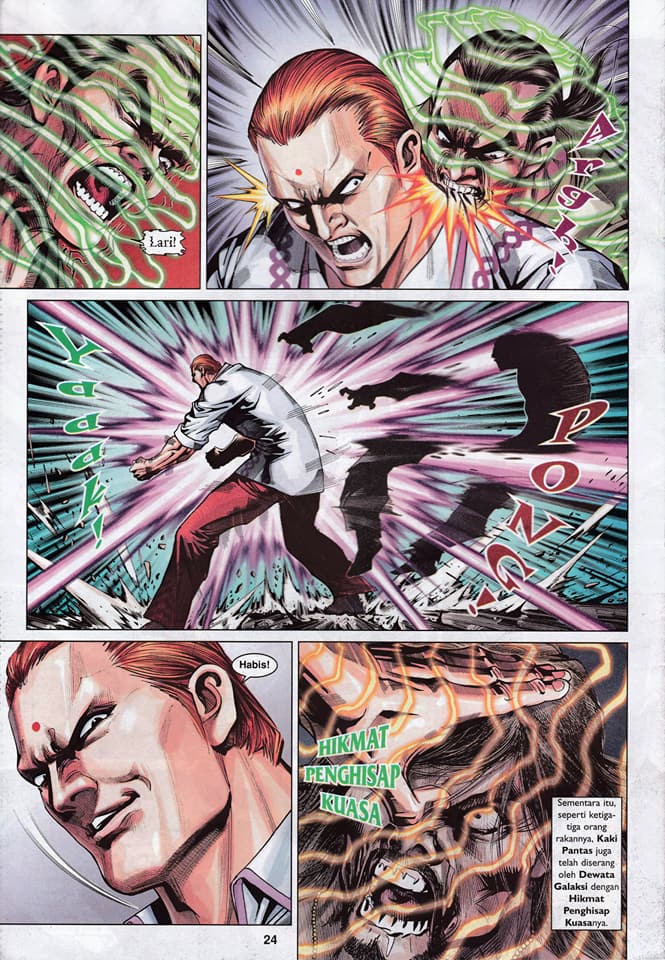 Lari!
Argh!
Yaaak!
PONG!
Habis!
HIKMAT
PENGHISAP
KUASA
Sementara itu,
seperti ketiga-
tiga orang
rakannya, Kaki
Pantas juga
telah diserang
oleh Dewata
Galaksi dengan
Hikmat
Penghisap
Kuasanya.
24